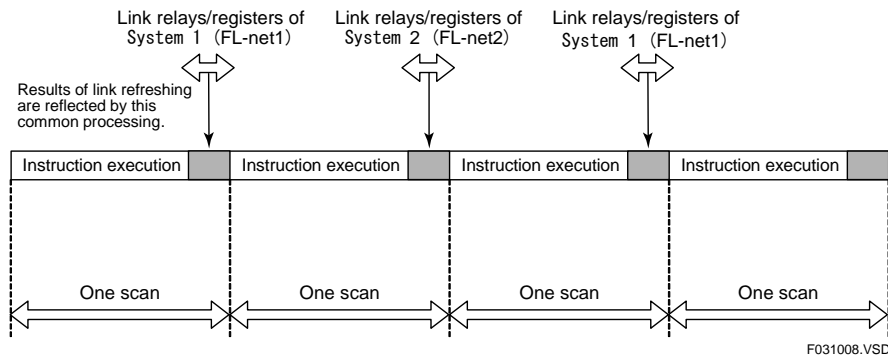 Link relays/registers of
System 1 (FL-net1)
Link relays/registers of
System 2 (FL-net2)
Link relays/registers of
System 1 (FL-net1)
Results of link refreshing
are reflected by this
common processing.
Instruction execution
Instruction execution
Instruction execution
Instruction execution
One scan
One scan
One scan
One scan
F031008.VSD